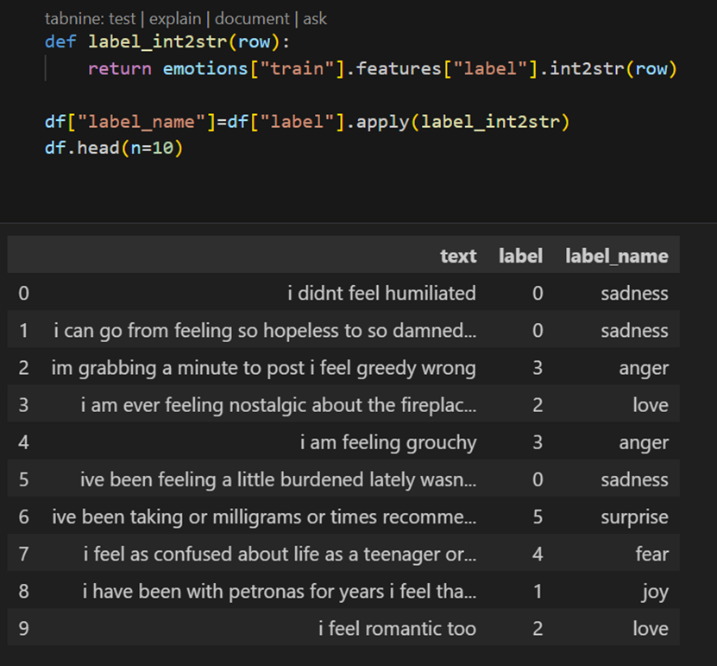 tabnine: test | explain | document | ask
def label_int2str(row):
    return emotions["train"].features["label"].int2str(row)
df["label_name"]=df["label"].apply(label_int2str)
df.head(n=10)
text label label_name
0 i didnt feel humiliated 0 sadness
1 i can go from feeling so hopeless to so damned... 0 sadness
2 im grabbing a minute to post i feel greedy wrong 3 anger
3 i am ever feeling nostalgic about the fireplac... 2 love
4 i am feeling grouchy 3 anger
5 ive been feeling a little burdened lately wasn... 0 sadness
6 ive been taking or milligrams or times recomme... 5 surprise
7 i feel as confused about life as a teenager or... 4 fear
8 i have been with petronas for years i feel tha... 1 joy
9 i feel romantic too 2 love